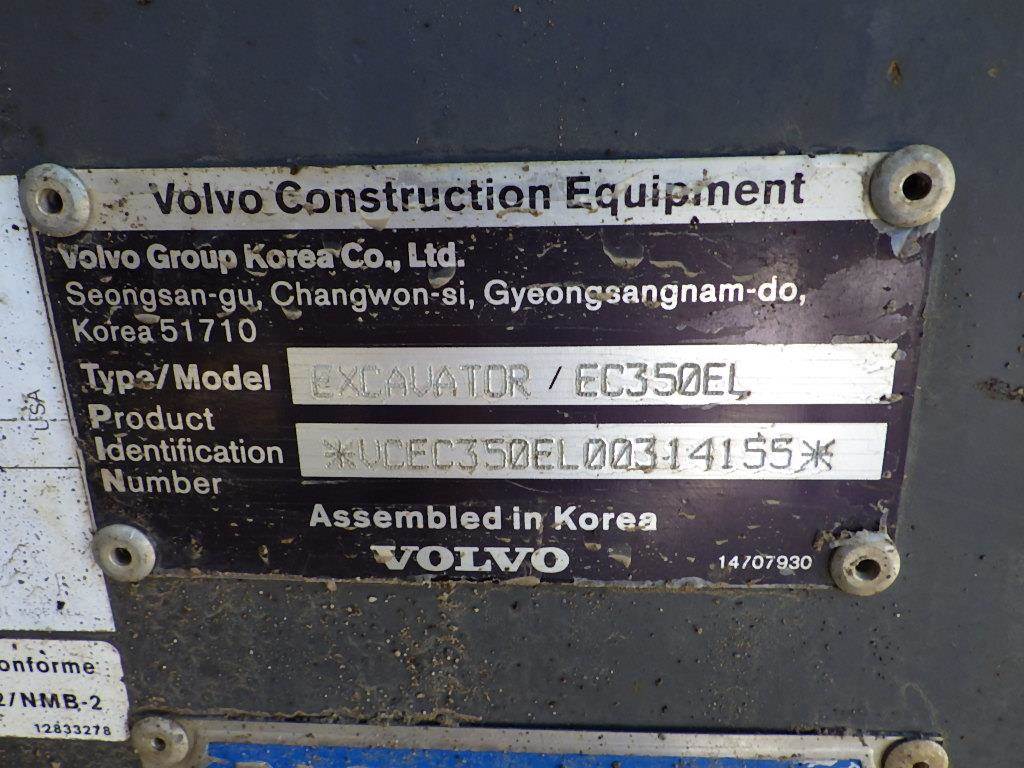 Volvo Construction Equipment
Volvo Group Korea Co., Ltd.
Seongsan-gu, Changwon-si, Gyeongsangnam-do,
Korea 51710
Type/Model EXCAVATOR / EC350EL
Product
Identification
Number
*VCEC350EL00314155*
Assembled in Korea
VOLVO
14707930
USA
onforme
2/NMB-2
12833278